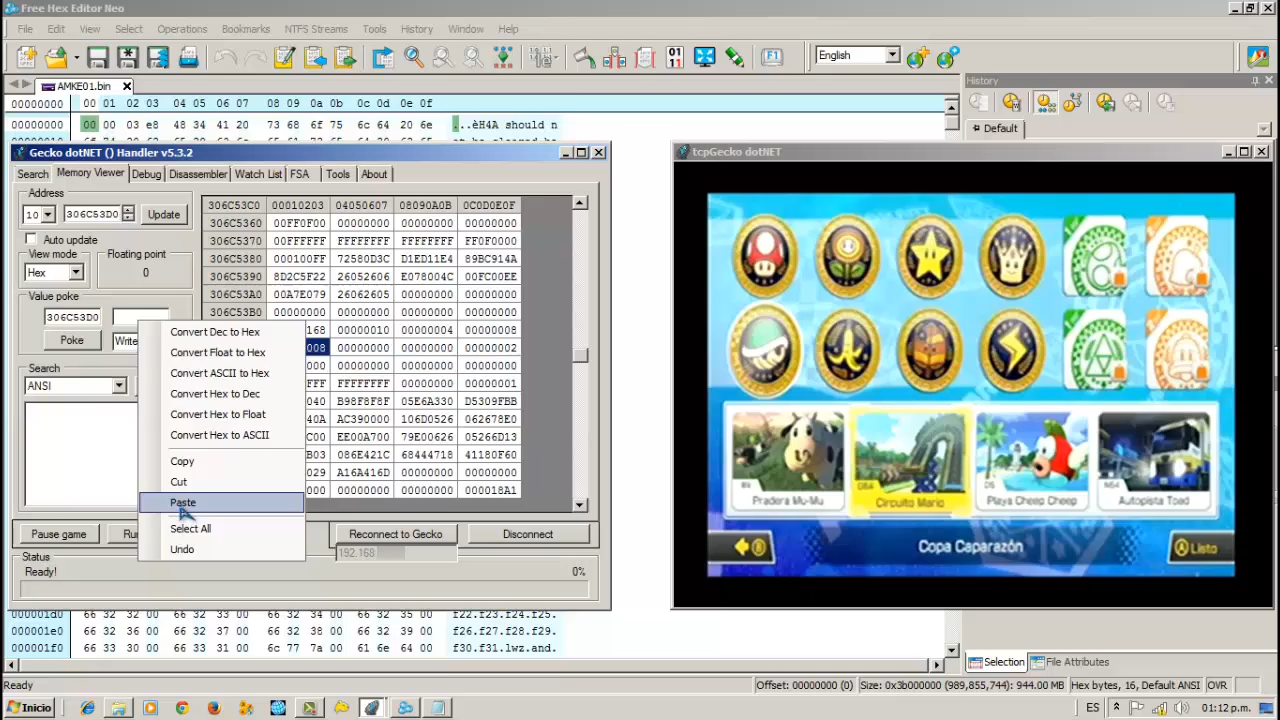 Free Hex Editor Neo
File Edit View Select Operations Bookmarks NTFS Streams Tools History Window Help
English
AMKE01.bin
History
00000000 00 01 02 03 04 05 06 07 08 09 0a 0b 0c 0d 0e 0f
00000000 00 00 03 e8 48 34 41 20 73 68 6f 75 6c 64 20 6e ...èH4A should n
Default
Gecko dotNET () Handler v5.3.2
Search Memory Viewer Debug Disassembler Watch List FSA Tools About
Address
10 306C53D0 Update
Auto update
View mode Floating point
Hex 0
Value poke
306C53D0
Poke Write
Search
ANSI
306C53C0 00010203 04050607 08090A0B 0C0D0E0F
306C5360 00FF0F00 00000000 00000000 00000000
306C5370 00FFFFFF FFFFFFFF FFFFFFFF FF0F0000
306C5380 000100FF 72580D3C D1ED11E4 89BC914A
306C5390 8D2C5F22 26052606 E078004C 00FC00EE
306C53A0 00A7E079 26062605 00000000 00000000
306C53B0 00000000 00000000 00000000 00000000
168 00000010 00000004 00000008
008 00000000 00000000 00000002
000 00000000 00000000 00000000
FFF FFFFFFFF 00000000 00000001
040 B98F8F8F 05E6A330 D5309FBB
40A AC390000 106D0526 062678E0
C00 EE00A700 79E00626 05266D13
B03 086E421C 68444718 41180F60
029 A16A416D 00000000 00000000
000 00000000 00000000 000018A1
Convert Dec to Hex
Convert Float to Hex
Convert ASCII to Hex
Convert Hex to Dec
Convert Hex to Float
Convert Hex to ASCII
Copy
Cut
Paste
Select All
Undo
Pause game Run Reconnect to Gecko Disconnect
192.168
Status
Ready! 0%
tcpGecko dotNET
Wii Pradera Mu-Mu
GBA Circuito Mario
DS Playa Cheep Cheep
N64 Autopista Toad
B Copa Caparazón A Listo
000001d0 66 32 32 00 66 32 33 00 66 32 34 00 66 32 35 00 f22.f23.f24.f25.
000001e0 66 32 36 00 66 32 37 00 66 32 38 00 66 32 39 00 f26.f27.f28.f29.
000001f0 66 33 30 00 66 33 31 00 6c 77 7a 00 61 6e 64 00 f30.f31.lwz.and.
Selection File Attributes
Ready Offset: 00000000 (0) Size: 0x3b000000 (989,855,744): 944.00 MB Hex bytes, 16, Default ANSI OVR
Inicio ES 01:12 p.m.